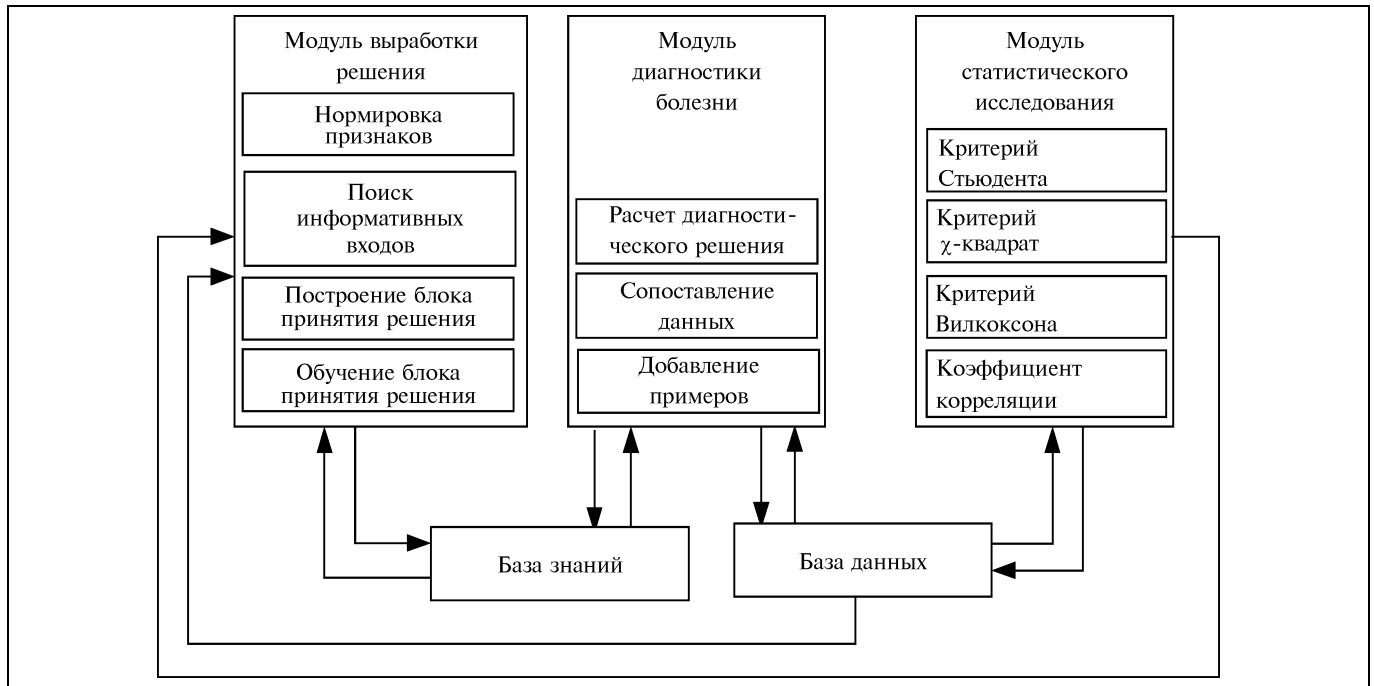 Модуль выработки
решения
Нормировка
признаков
Поиск
информативных
входов
Построение блока
принятия решения
Обучение блока
принятия решения
Модуль
диагностики
болезни
Расчет диагности-
ческого решения
Сопоставление
данных
Добавление
примеров
Модуль
статистического
исследования
Критерий
Стьюдента
Критерий
χ-квадрат
Критерий
Вилкоксона
Коэффициент
корреляции
База знаний
База данных